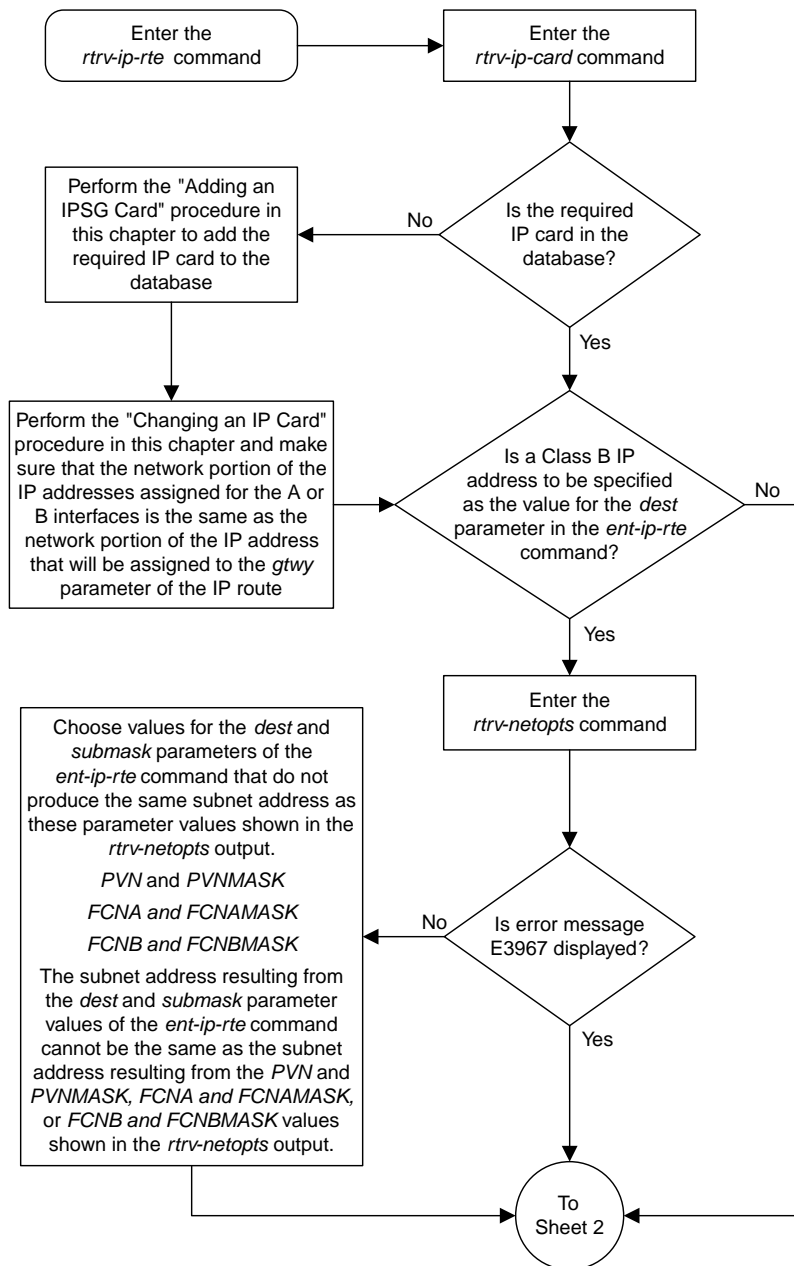 Enter the
rtrv-ip-rte command
Enter the
rtrv-ip-card command
Perform the "Adding an
IPSG Card" procedure in
this chapter to add the
required IP card to the
database
No
Is the required
IP card in the
database?
Yes
Perform the "Changing an IP Card"
procedure in this chapter and make
sure that the network portion of the
IP addresses assigned for the A or
B interfaces is the same as the
network portion of the IP address
that will be assigned to the gtwy
parameter of the IP route
Is a Class B IP
address to be specified
as the value for the dest
parameter in the ent-ip-rte
command?
No
Yes
Enter the
rtrv-netopts command
Choose values for the dest and
submask parameters of the
ent-ip-rte command that do not
produce the same subnet address as
these parameter values shown in the
rtrv-netopts output.
PVN and PVNMASK
FCNA and FCNAMASK
FCNB and FCNBMASK
The subnet address resulting from
the dest and submask parameter
values of the ent-ip-rte command
cannot be the same as the subnet
address resulting from the PVN and
PVNMASK, FCNA and FCNAMASK,
or FCNB and FCNBMASK values
shown in the rtrv-netopts output.
No
Is error message
E3967 displayed?
Yes
To
Sheet 2